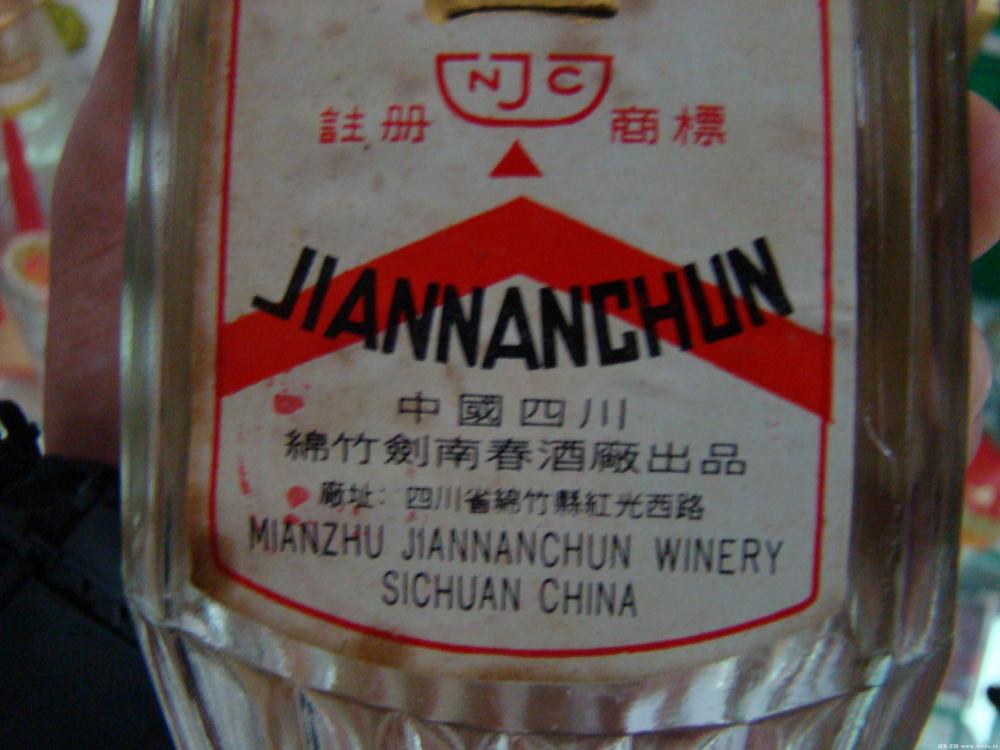 NJC
註册 商標
JIANNANCHUN
中國四川
綿竹劍南春酒廠出品
廠址：四川省綿竹縣紅光西路
MIANZHU JIANNANCHUN WINERY
SICHUAN CHINA